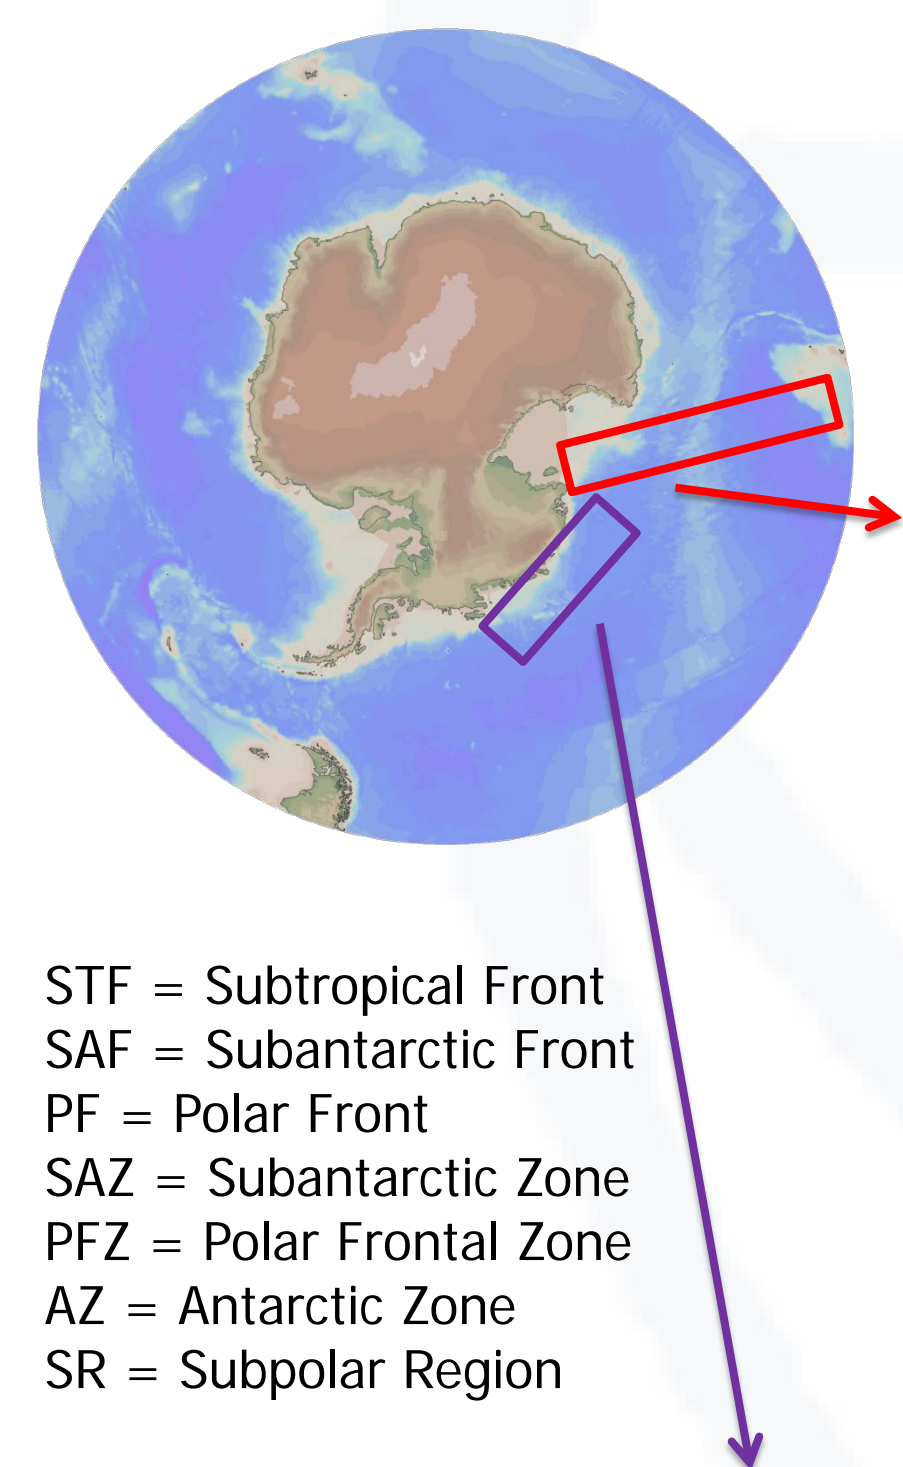 STF = Subtropical Front
SAF = Subantarctic Front
PF = Polar Front
SAZ = Subantarctic Zone
PFZ = Polar Frontal Zone
AZ = Antarctic Zone
SR = Subpolar Region